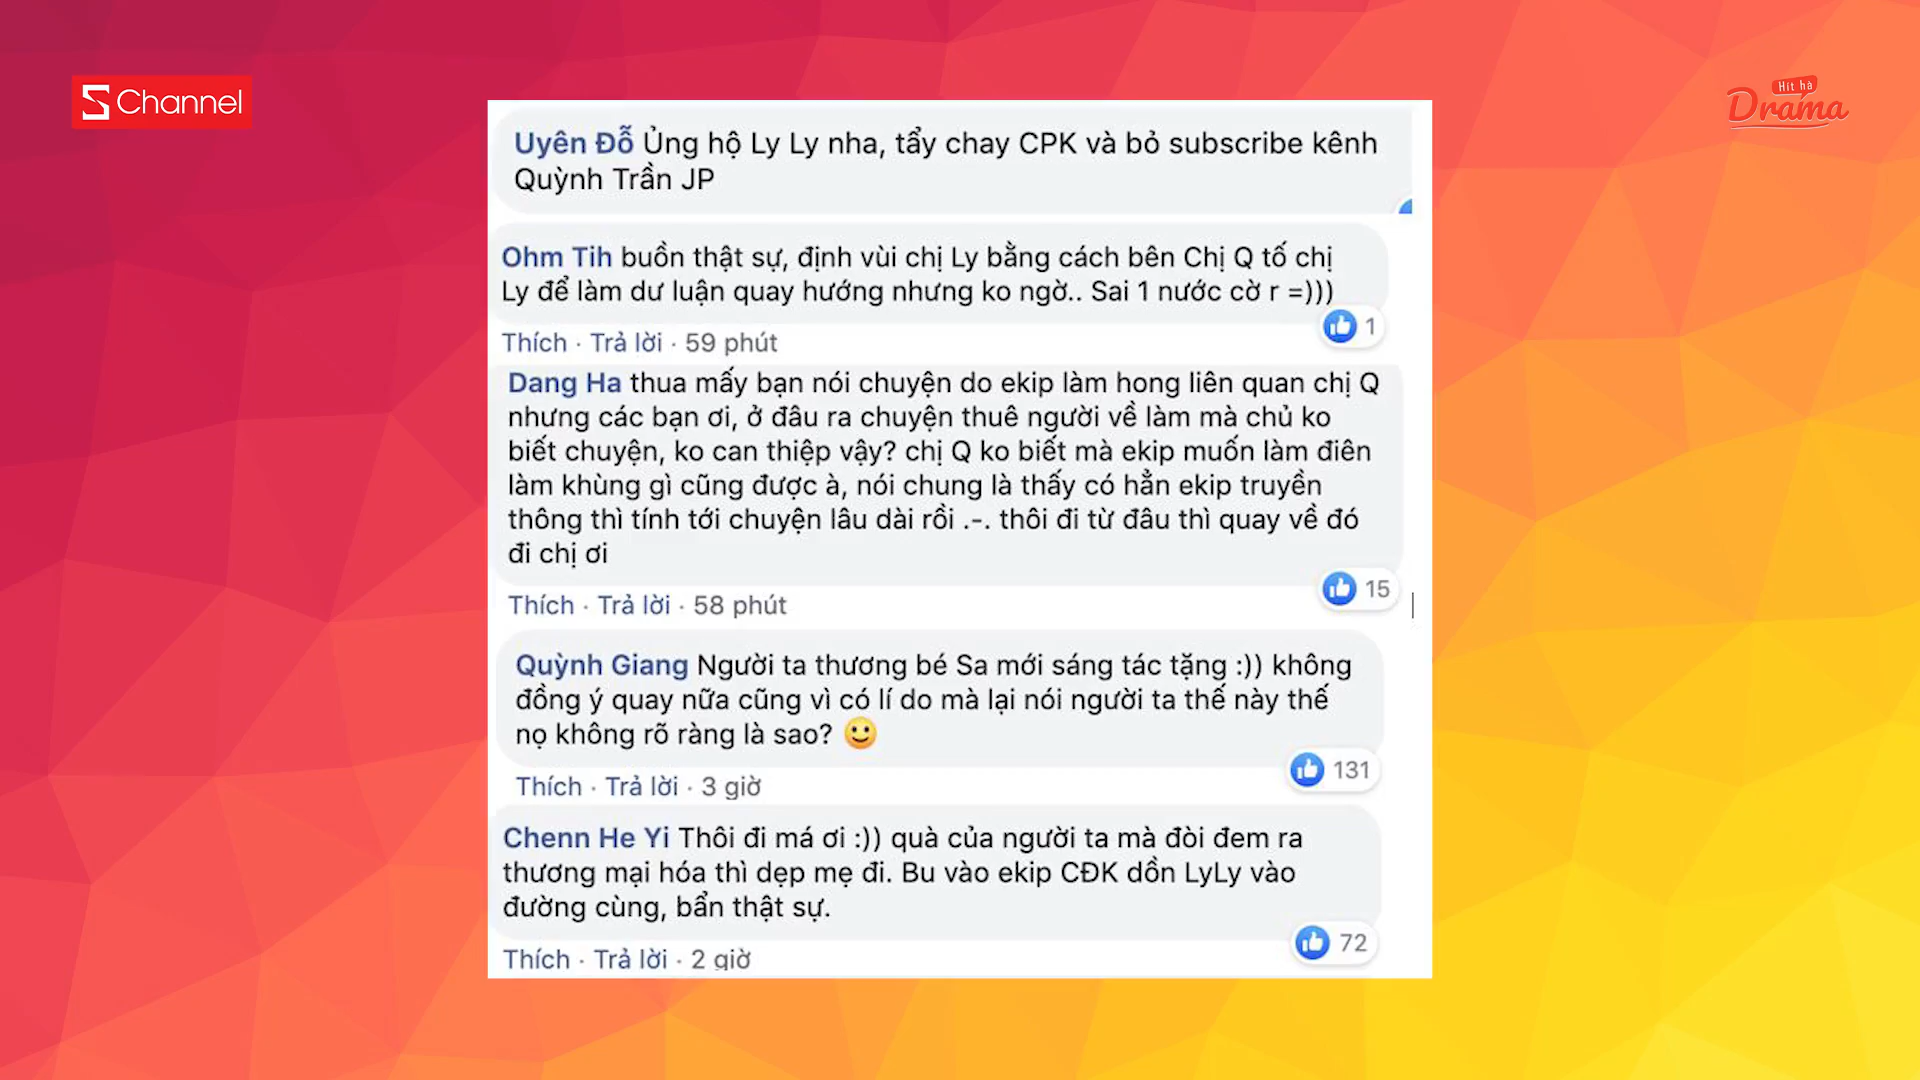 S Channel
Hít hà
Drama
Uyên Đỗ Ủng hộ Ly Ly nha, tẩy chay CPK và bỏ subscribe kênh
Quỳnh Trần JP
Ohm Tih buồn thật sự, định vùi chị Ly bằng cách bên Chị Q tố chị
Ly để làm dư luận quay hướng nhưng ko ngờ.. Sai 1 nước cờ r =)))
1
Thích · Trả lời · 59 phút
Dang Ha thua mấy bạn nói chuyện do ekip làm hong liên quan chị Q
nhưng các bạn ơi, ở đâu ra chuyện thuê người về làm mà chủ ko
biết chuyện, ko can thiệp vậy? chị Q ko biết mà ekip muốn làm điên
làm khùng gì cũng được à, nói chung là thấy có hẳn ekip truyền
thông thì tính tới chuyện lâu dài rồi .-. thôi đi từ đâu thì quay về đó
đi chị ơi
15
Thích · Trả lời · 58 phút
Quỳnh Giang Người ta thương bé Sa mới sáng tác tặng :)) không
đồng ý quay nữa cũng vì có lí do mà lại nói người ta thế này thế
nọ không rõ ràng là sao? 🙂
131
Thích · Trả lời · 3 giờ
Chenn He Yi Thôi đi má ơi :)) quà của người ta mà đòi đem ra
thương mại hóa thì dẹp mẹ đi. Bu vào ekip CĐK dồn LyLy vào
đường cùng, bẩn thật sự.
72
Thích · Trả lời · 2 giờ